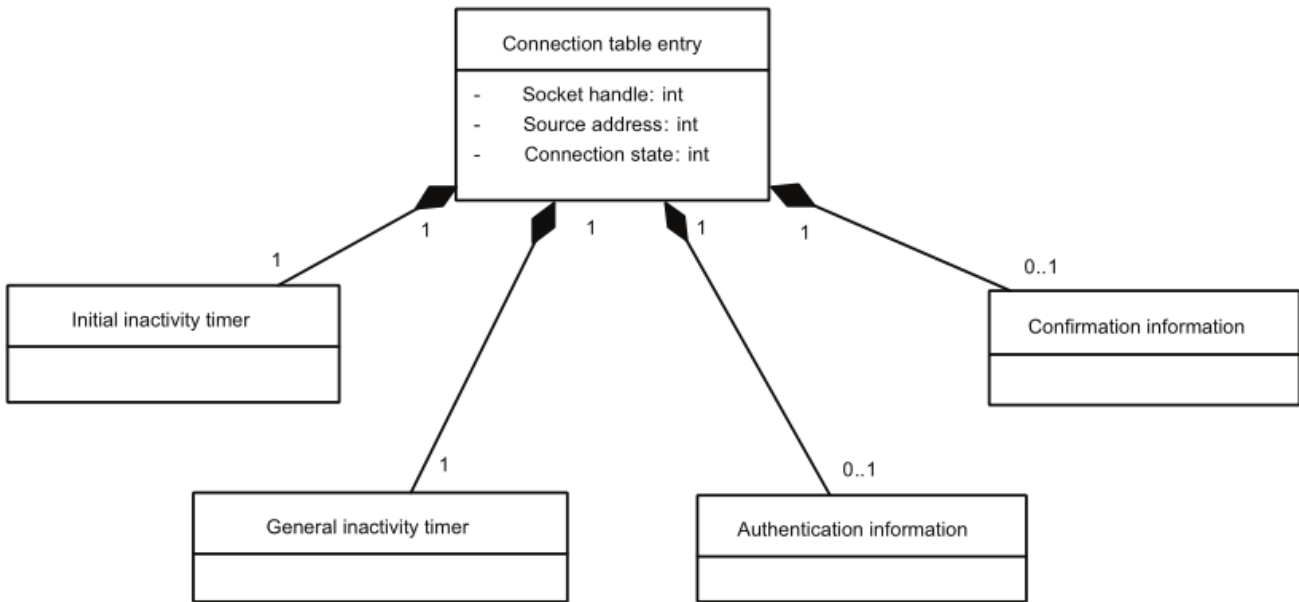 Connection table entry
- Socket handle: int
- Source address: int
- Connection state: int
1
1
1
1
1
0..1
Initial inactivity timer
Confirmation information
1
0..1
General inactivity timer
Authentication information